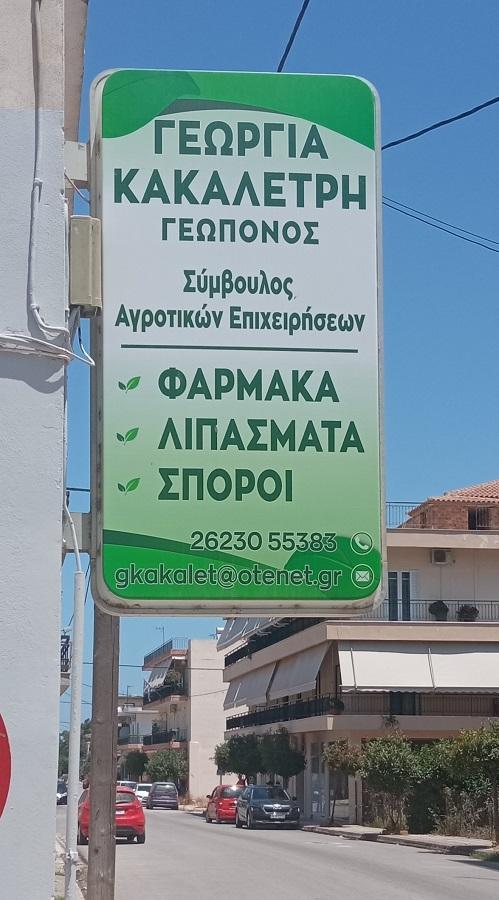 ΓΕΩΡΓΙΑ
ΚΑΚΑΛΕΤΡΗ
ΓΕΩΠΟΝΟΣ
Σύμβουλος
Αγροτικών Επιχειρήσεων
ΦΑΡΜΑΚΑ
ΛΙΠΑΣΜΑΤΑ
ΣΠΟΡΟΙ
26230 55383
gkakalet@otenet.gr